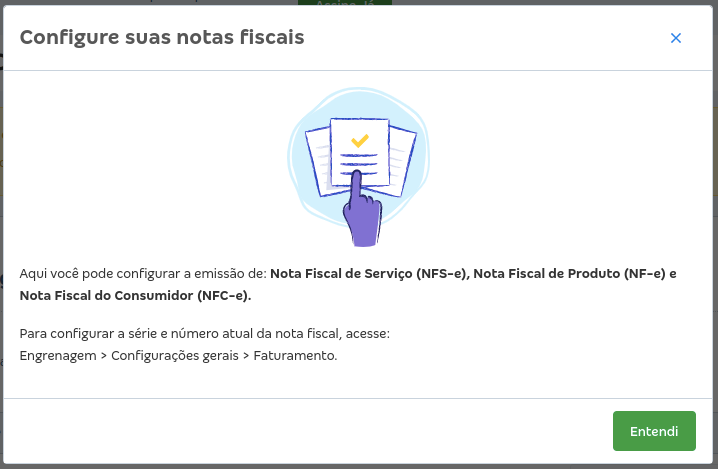 Configure suas notas fiscais
Aqui você pode configurar a emissão de: Nota Fiscal de Serviço (NFS-e), Nota Fiscal de Produto (NF-e) e
Nota Fiscal do Consumidor (NFC-e).
Para configurar a série e número atual da nota fiscal, acesse:
Engrenagem > Configurações gerais > Faturamento.
Entendi